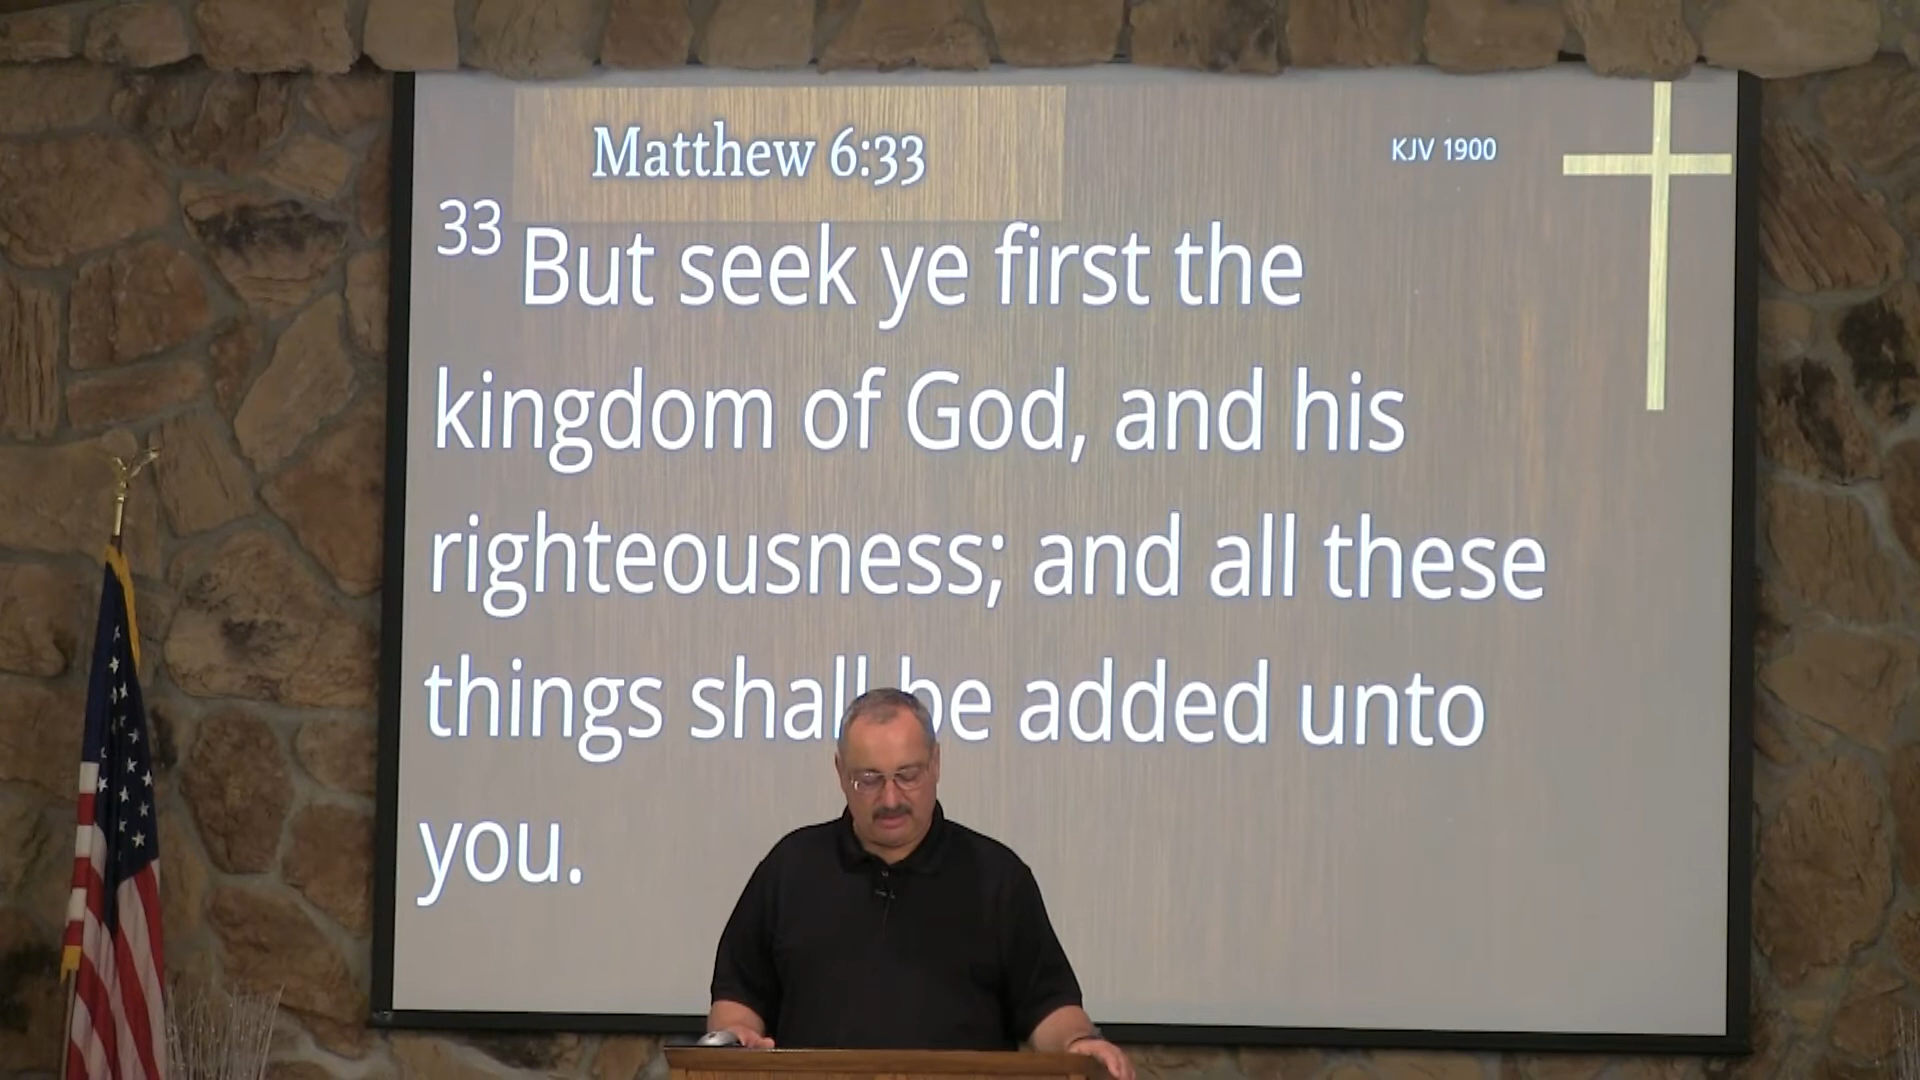 Matthew 6:33
KJV 1900
33 But seek ye first the
kingdom of God, and his
righteousness; and all these
things shall be added unto
you.